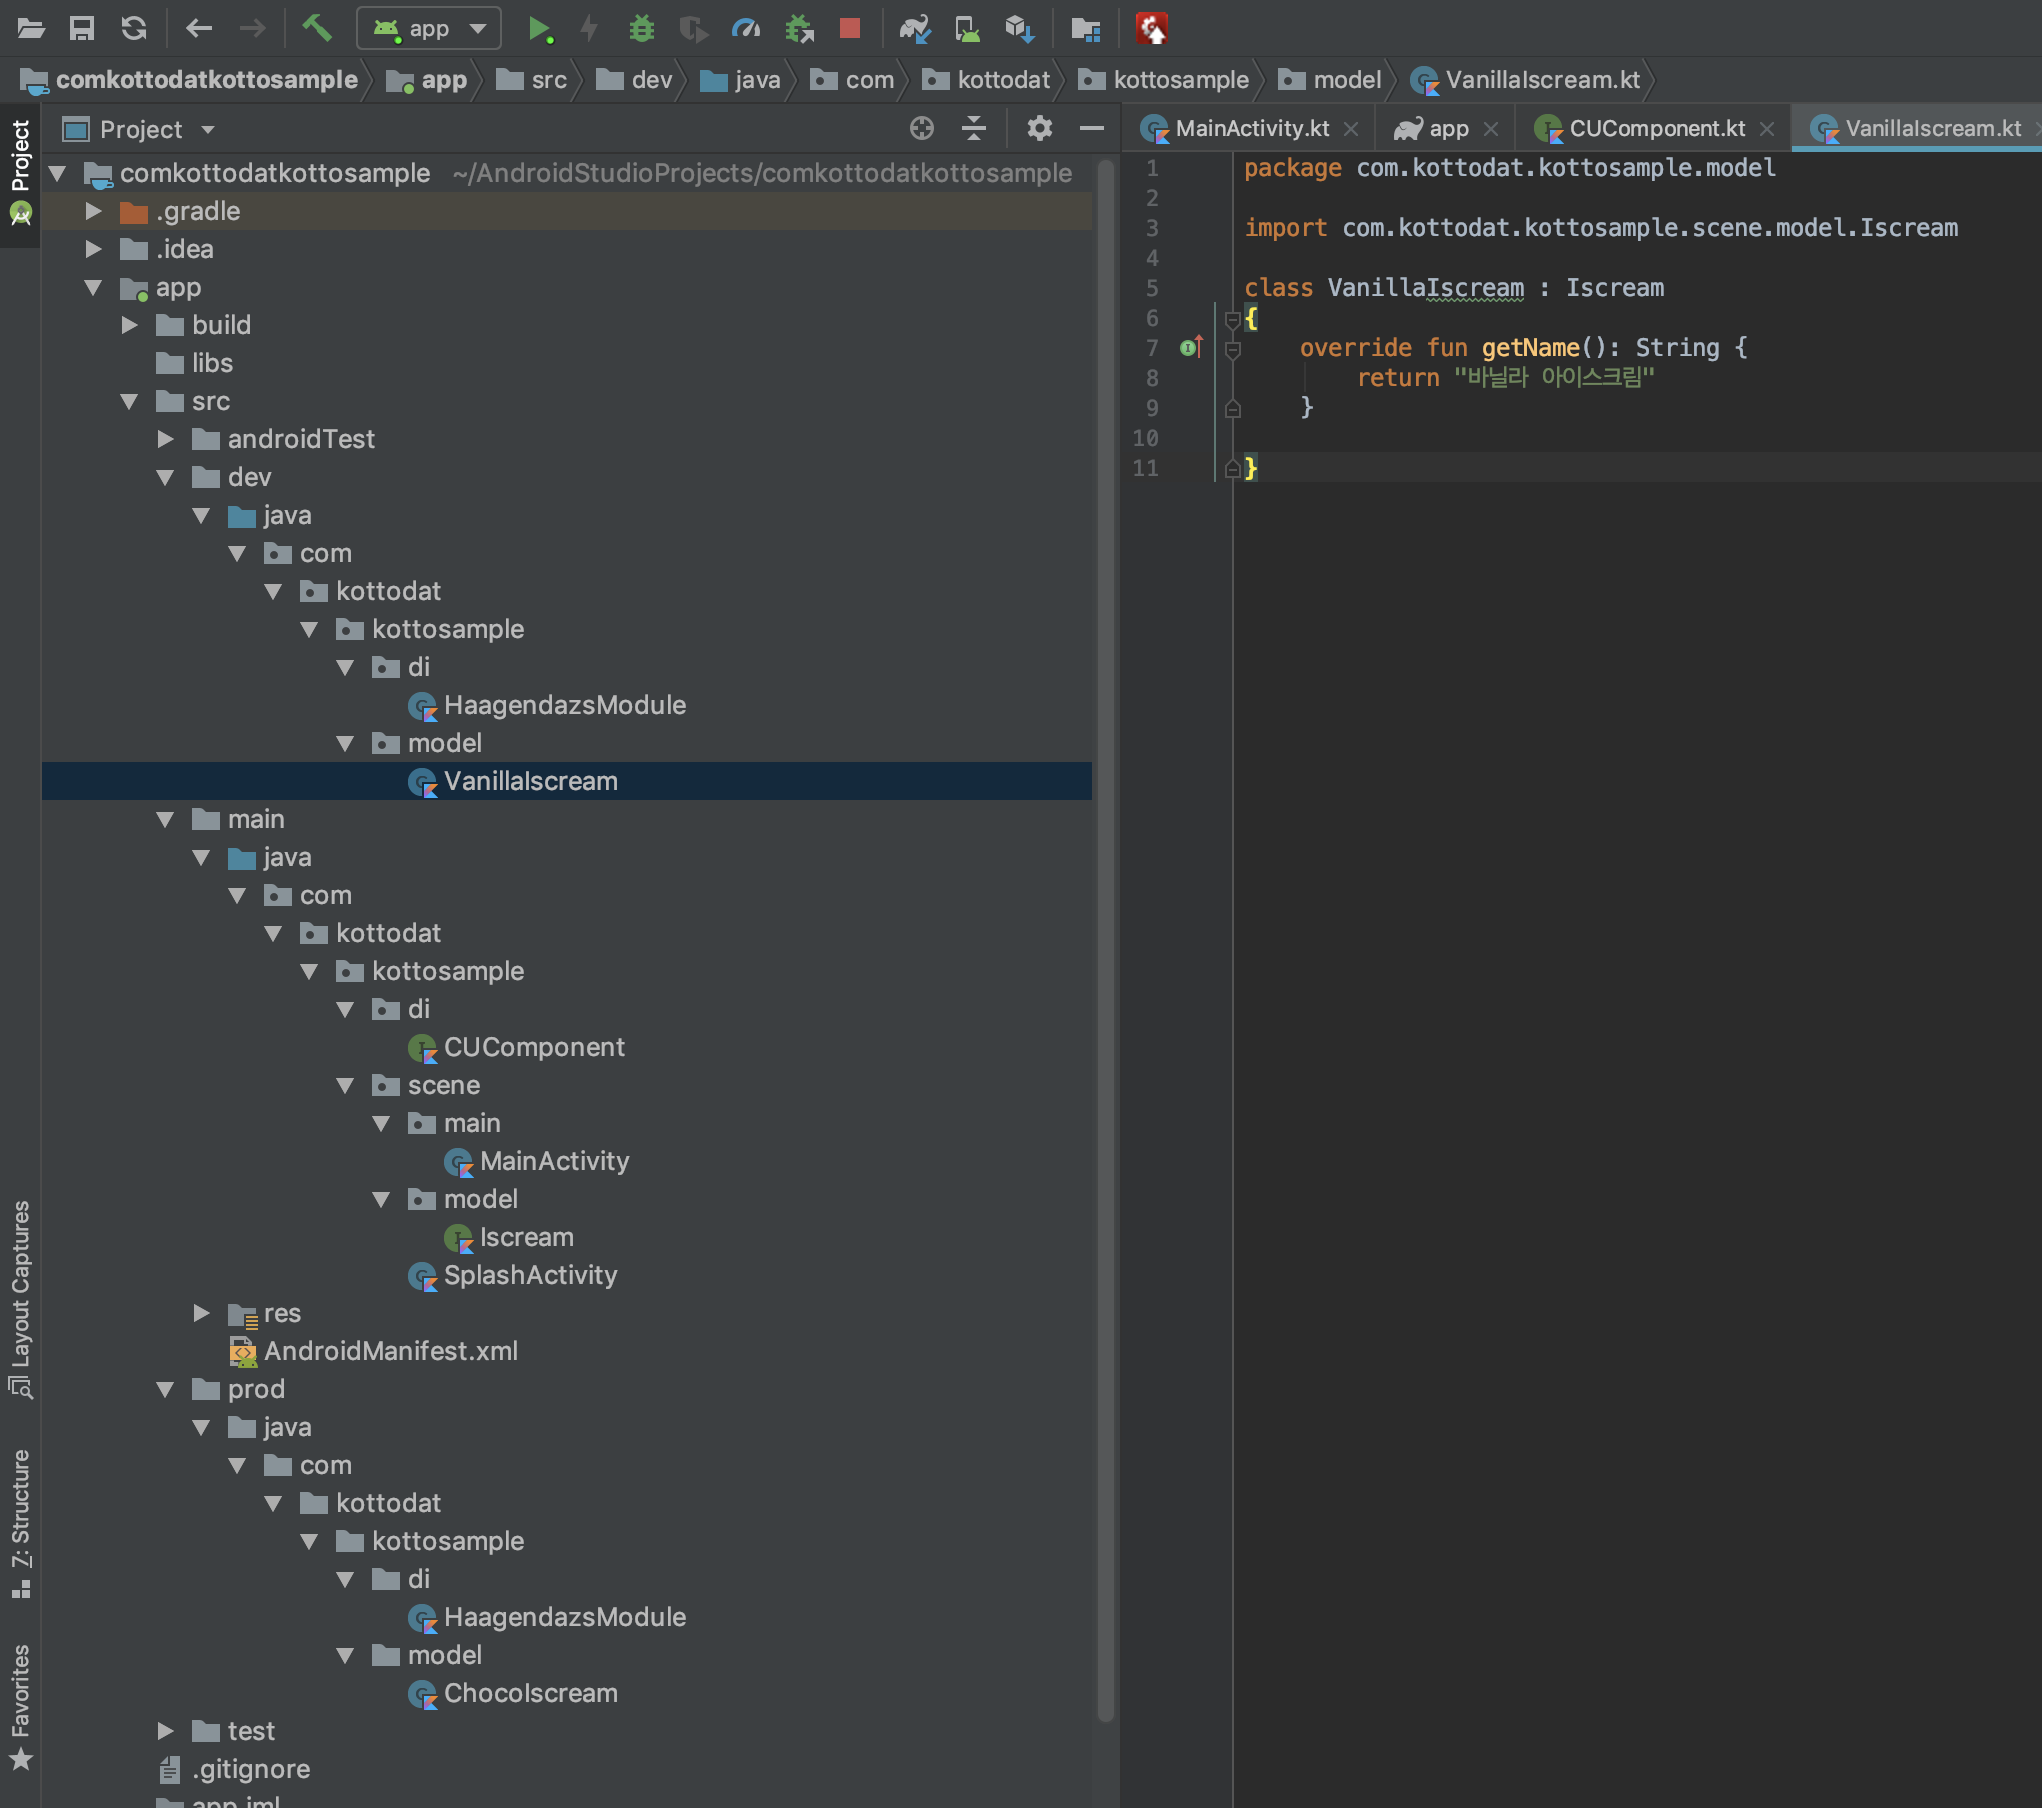 app
comkottodatkottosample app src dev java com kottodat kottosample model VanillaIscream.kt
Project
MainActivity.kt app CUComponent.kt VanillaIscream.kt
Project
comkottodatkottosample ~/AndroidStudioProjects/comkottodatkottosample
.gradle
.idea
app
build
libs
src
androidTest
dev
java
com
kottodat
kottosample
di
HaagendazsModule
model
VanillaIscream
main
java
com
kottodat
kottosample
di
CUComponent
scene
main
MainActivity
model
Iscream
SplashActivity
res
AndroidManifest.xml
prod
java
com
kottodat
kottosample
di
HaagendazsModule
model
ChocoIscream
test
.gitignore
app.iml
Layout Captures
7: Structure
Favorites
1 package com.kottodat.kottosample.model
2
3 import com.kottodat.kottosample.scene.model.Iscream
4
5 class VanillaIscream : Iscream
6 {
7 override fun getName(): String {
8 return "바닐라 아이스크림"
9 }
10
11 }